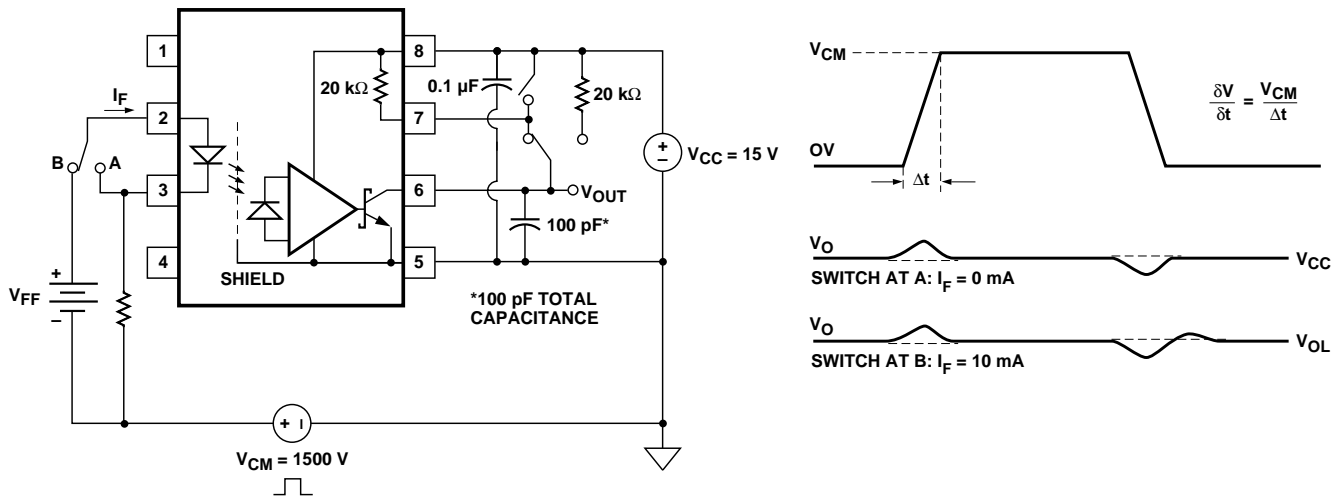 1
2
3
4
8
7
6
5
I_F
B
A
V_FF
+
–
20 kΩ
0.1 µF
20 kΩ
+
–
V_CC = 15 V
V_OUT
100 pF*
SHIELD
*100 pF TOTAL
CAPACITANCE
+
V_CM = 1500 V
V_CM
OV
Δt
δV/δt = V_CM/Δt
V_O
V_CC
SWITCH AT A: I_F = 0 mA
V_O
V_OL
SWITCH AT B: I_F = 10 mA